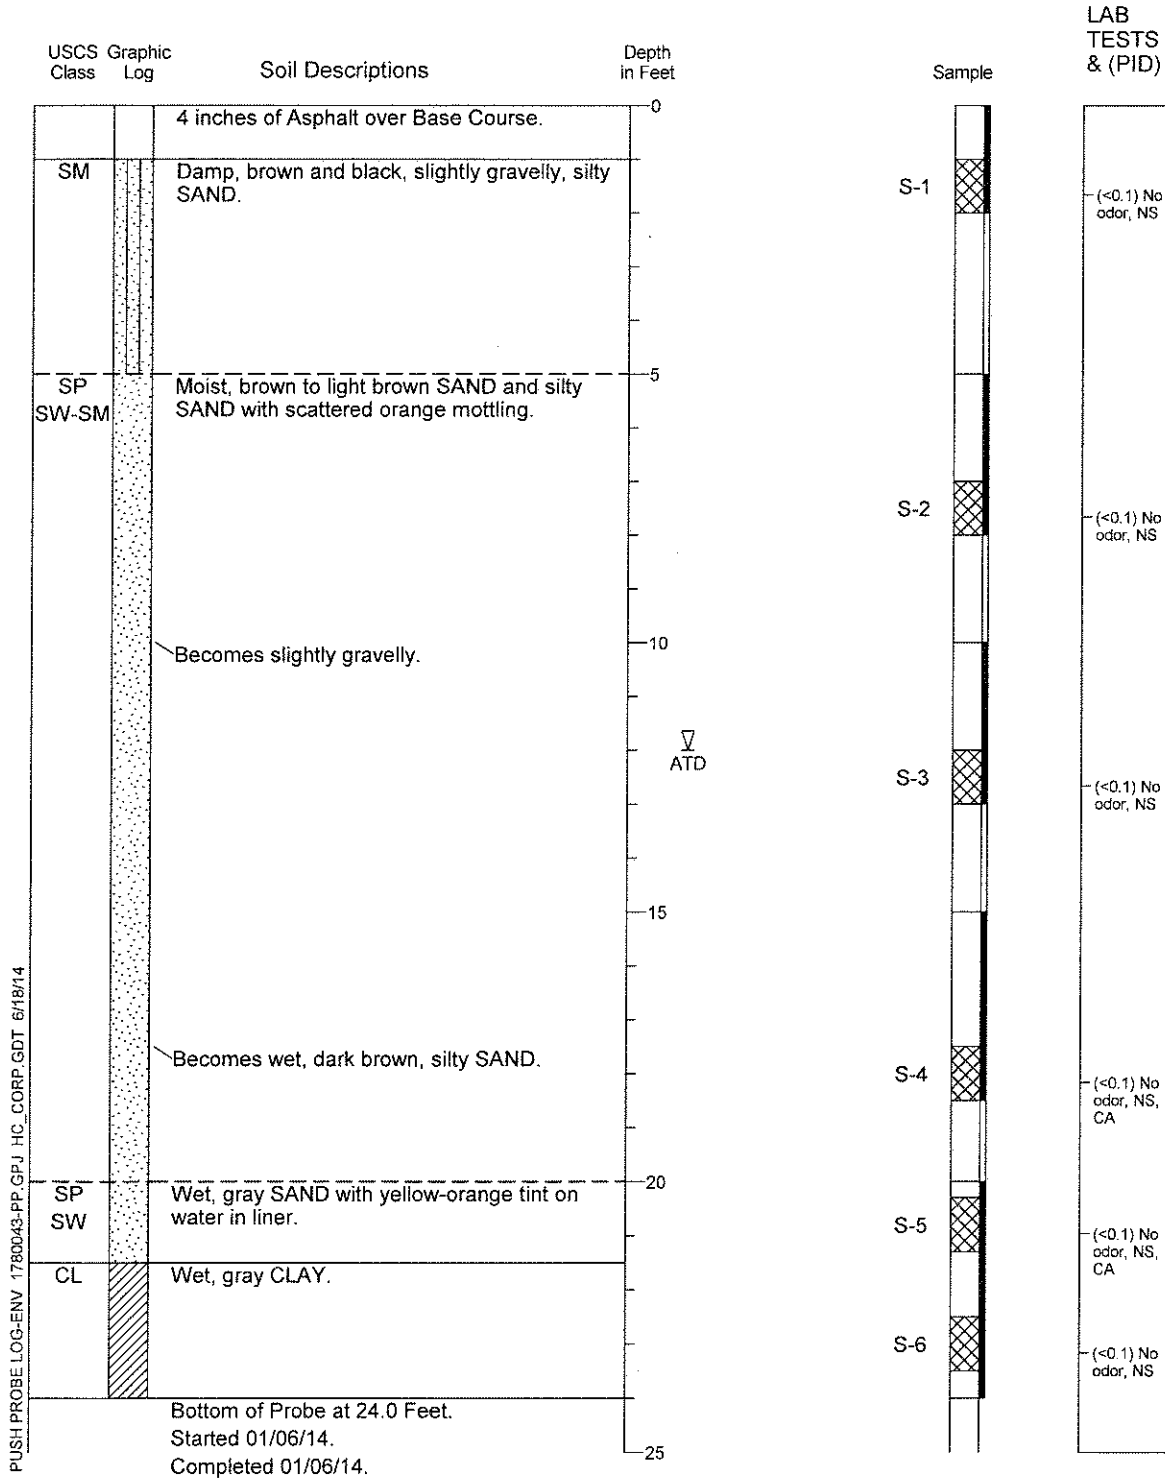 LAB
TESTS
& (PID)
USCS Graphic
Class Log
Soil Descriptions
Depth
in Feet
Sample
0
4 inches of Asphalt over Base Course.
SM
Damp, brown and black, slightly gravelly, silty
SAND.
S-1
(<0.1) No
odor, NS
5
SP
SW-SM
Moist, brown to light brown SAND and silty
SAND with scattered orange mottling.
S-2
(<0.1) No
odor, NS
10
Becomes slightly gravelly.
ATD
S-3
(<0.1) No
odor, NS
15
Becomes wet, dark brown, silty SAND.
S-4
(<0.1) No
odor, NS,
CA
20
SP
SW
Wet, gray SAND with yellow-orange tint on
water in liner.
S-5
(<0.1) No
odor, NS,
CA
CL
Wet, gray CLAY.
S-6
(<0.1) No
odor, NS
Bottom of Probe at 24.0 Feet.
Started 01/06/14.
Completed 01/06/14.
25
PUSH PROBE LOG-ENV 1780043-PP.GPJ HC_CORP.GDT 6/18/14